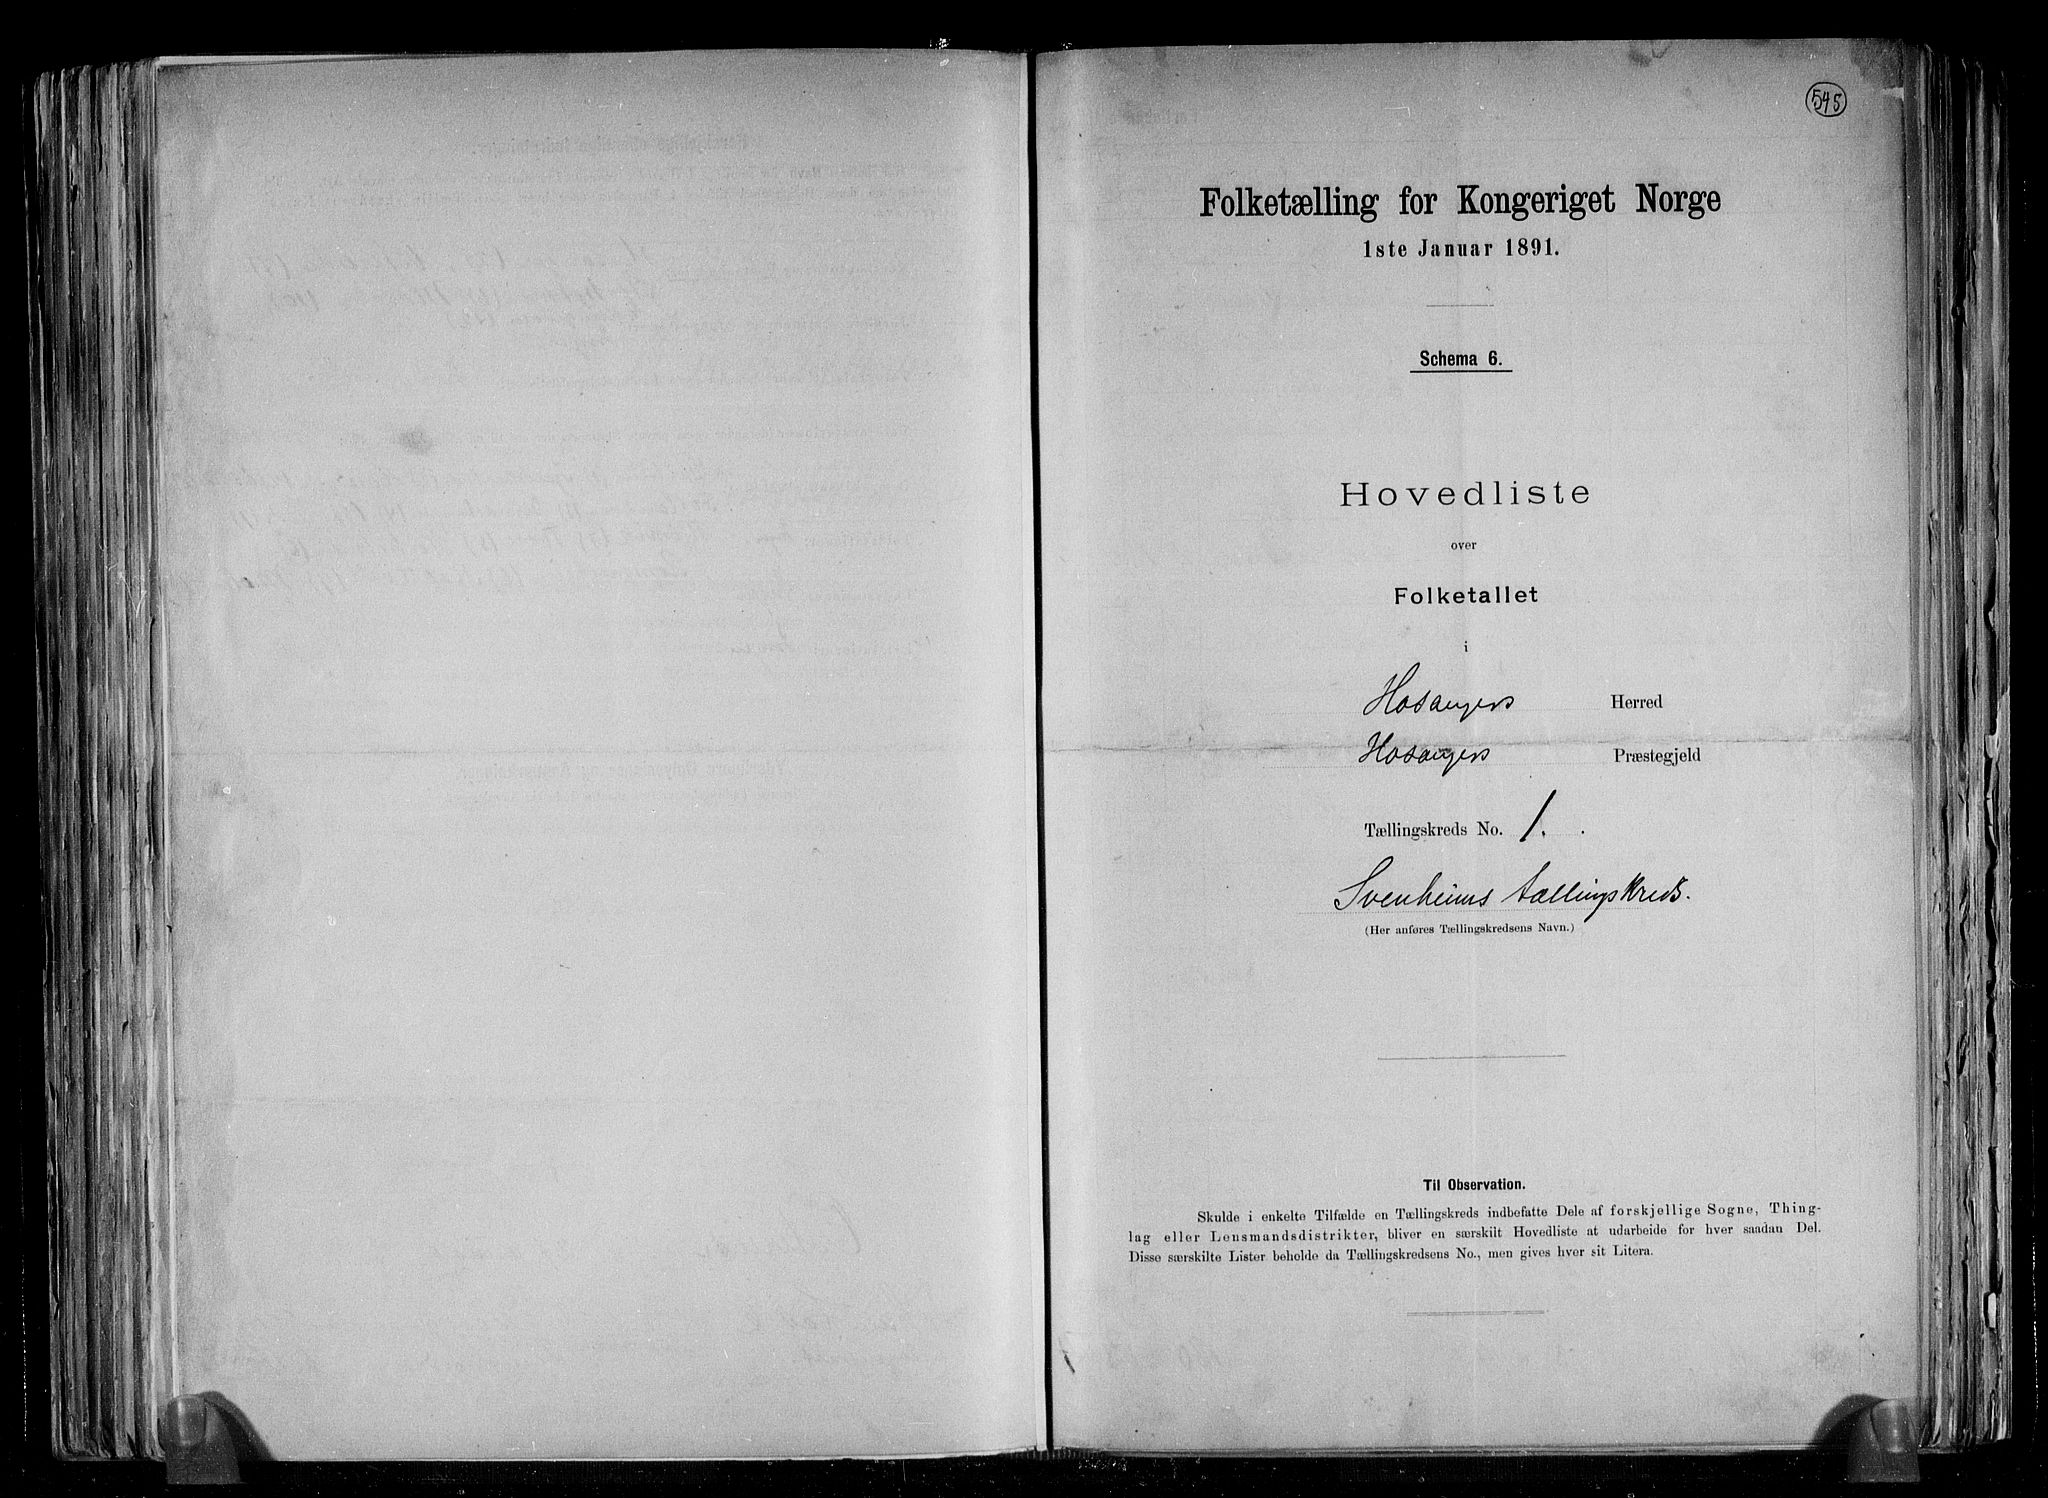 545
Folketælling for Kongeriget Norge
1ste Januar 1891.
Schema 6.
Hovedliste
over
Folketallet
i
Hosangers Herred
Hosangers Præstegjeld
Tællingskreds No. 1.
Svenheims tællingskreds.
(Her anføres Tællingskredsens Navn.)
Til Observation.
Skulde i enkelte Tilfælde en Tællingskreds indbefatte Dele af forskjellige Sogne, Thing-
lag eller Lensmandsdistrikter, bliver en særskilt Hovedliste at udarbeide for hver saadan Del.
Disse særskilte Lister beholde da Tællingskredsens No., men gives hver sit Litera.